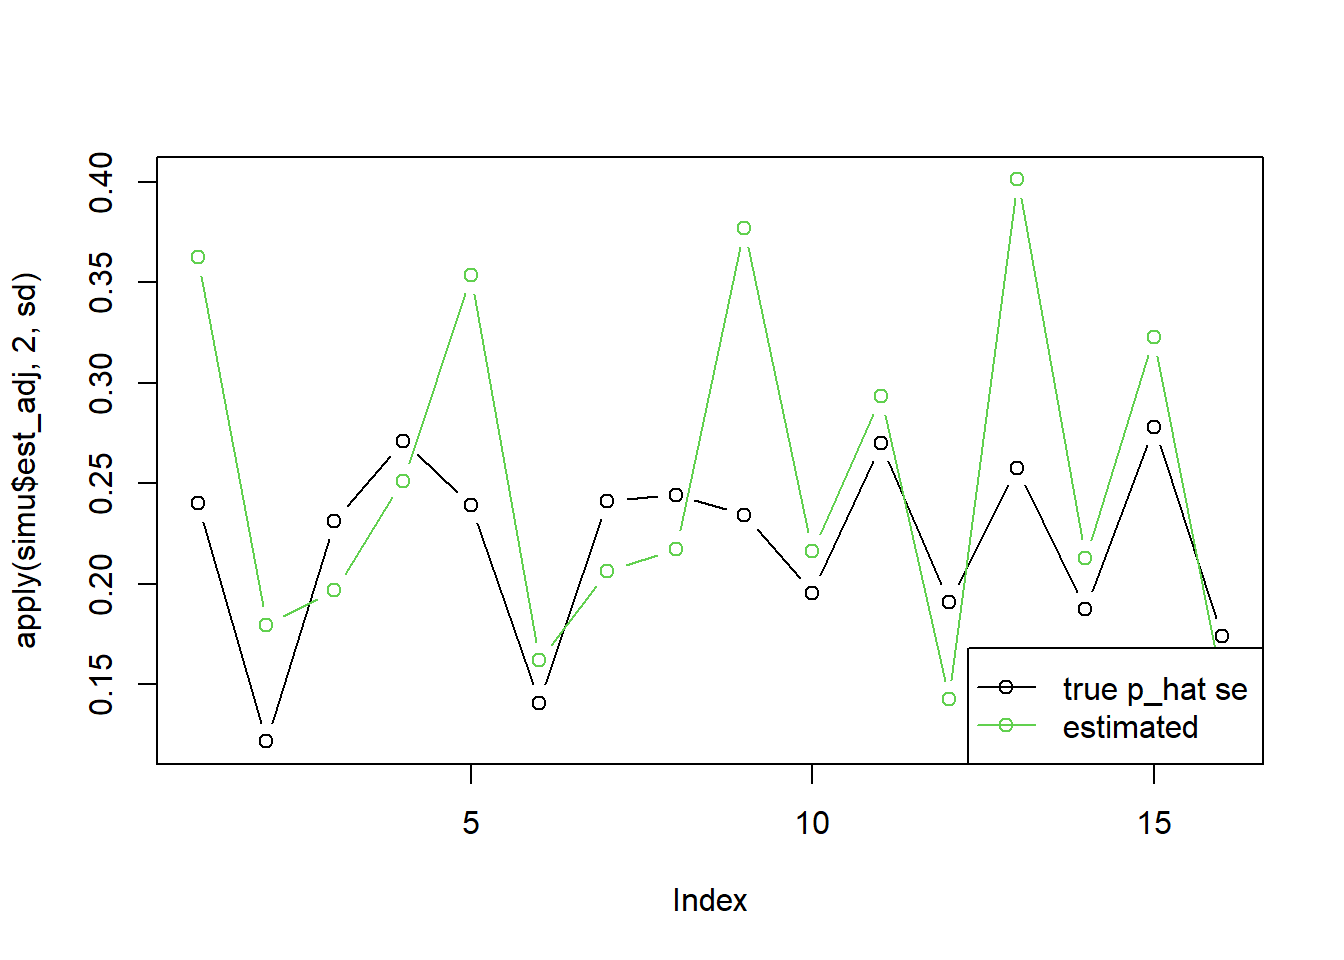 apply(simu$est_adj, 2, sd)
0.40
0.35
0.30
0.25
0.20
0.15
true p_hat se
estimated
5
10
15
Index